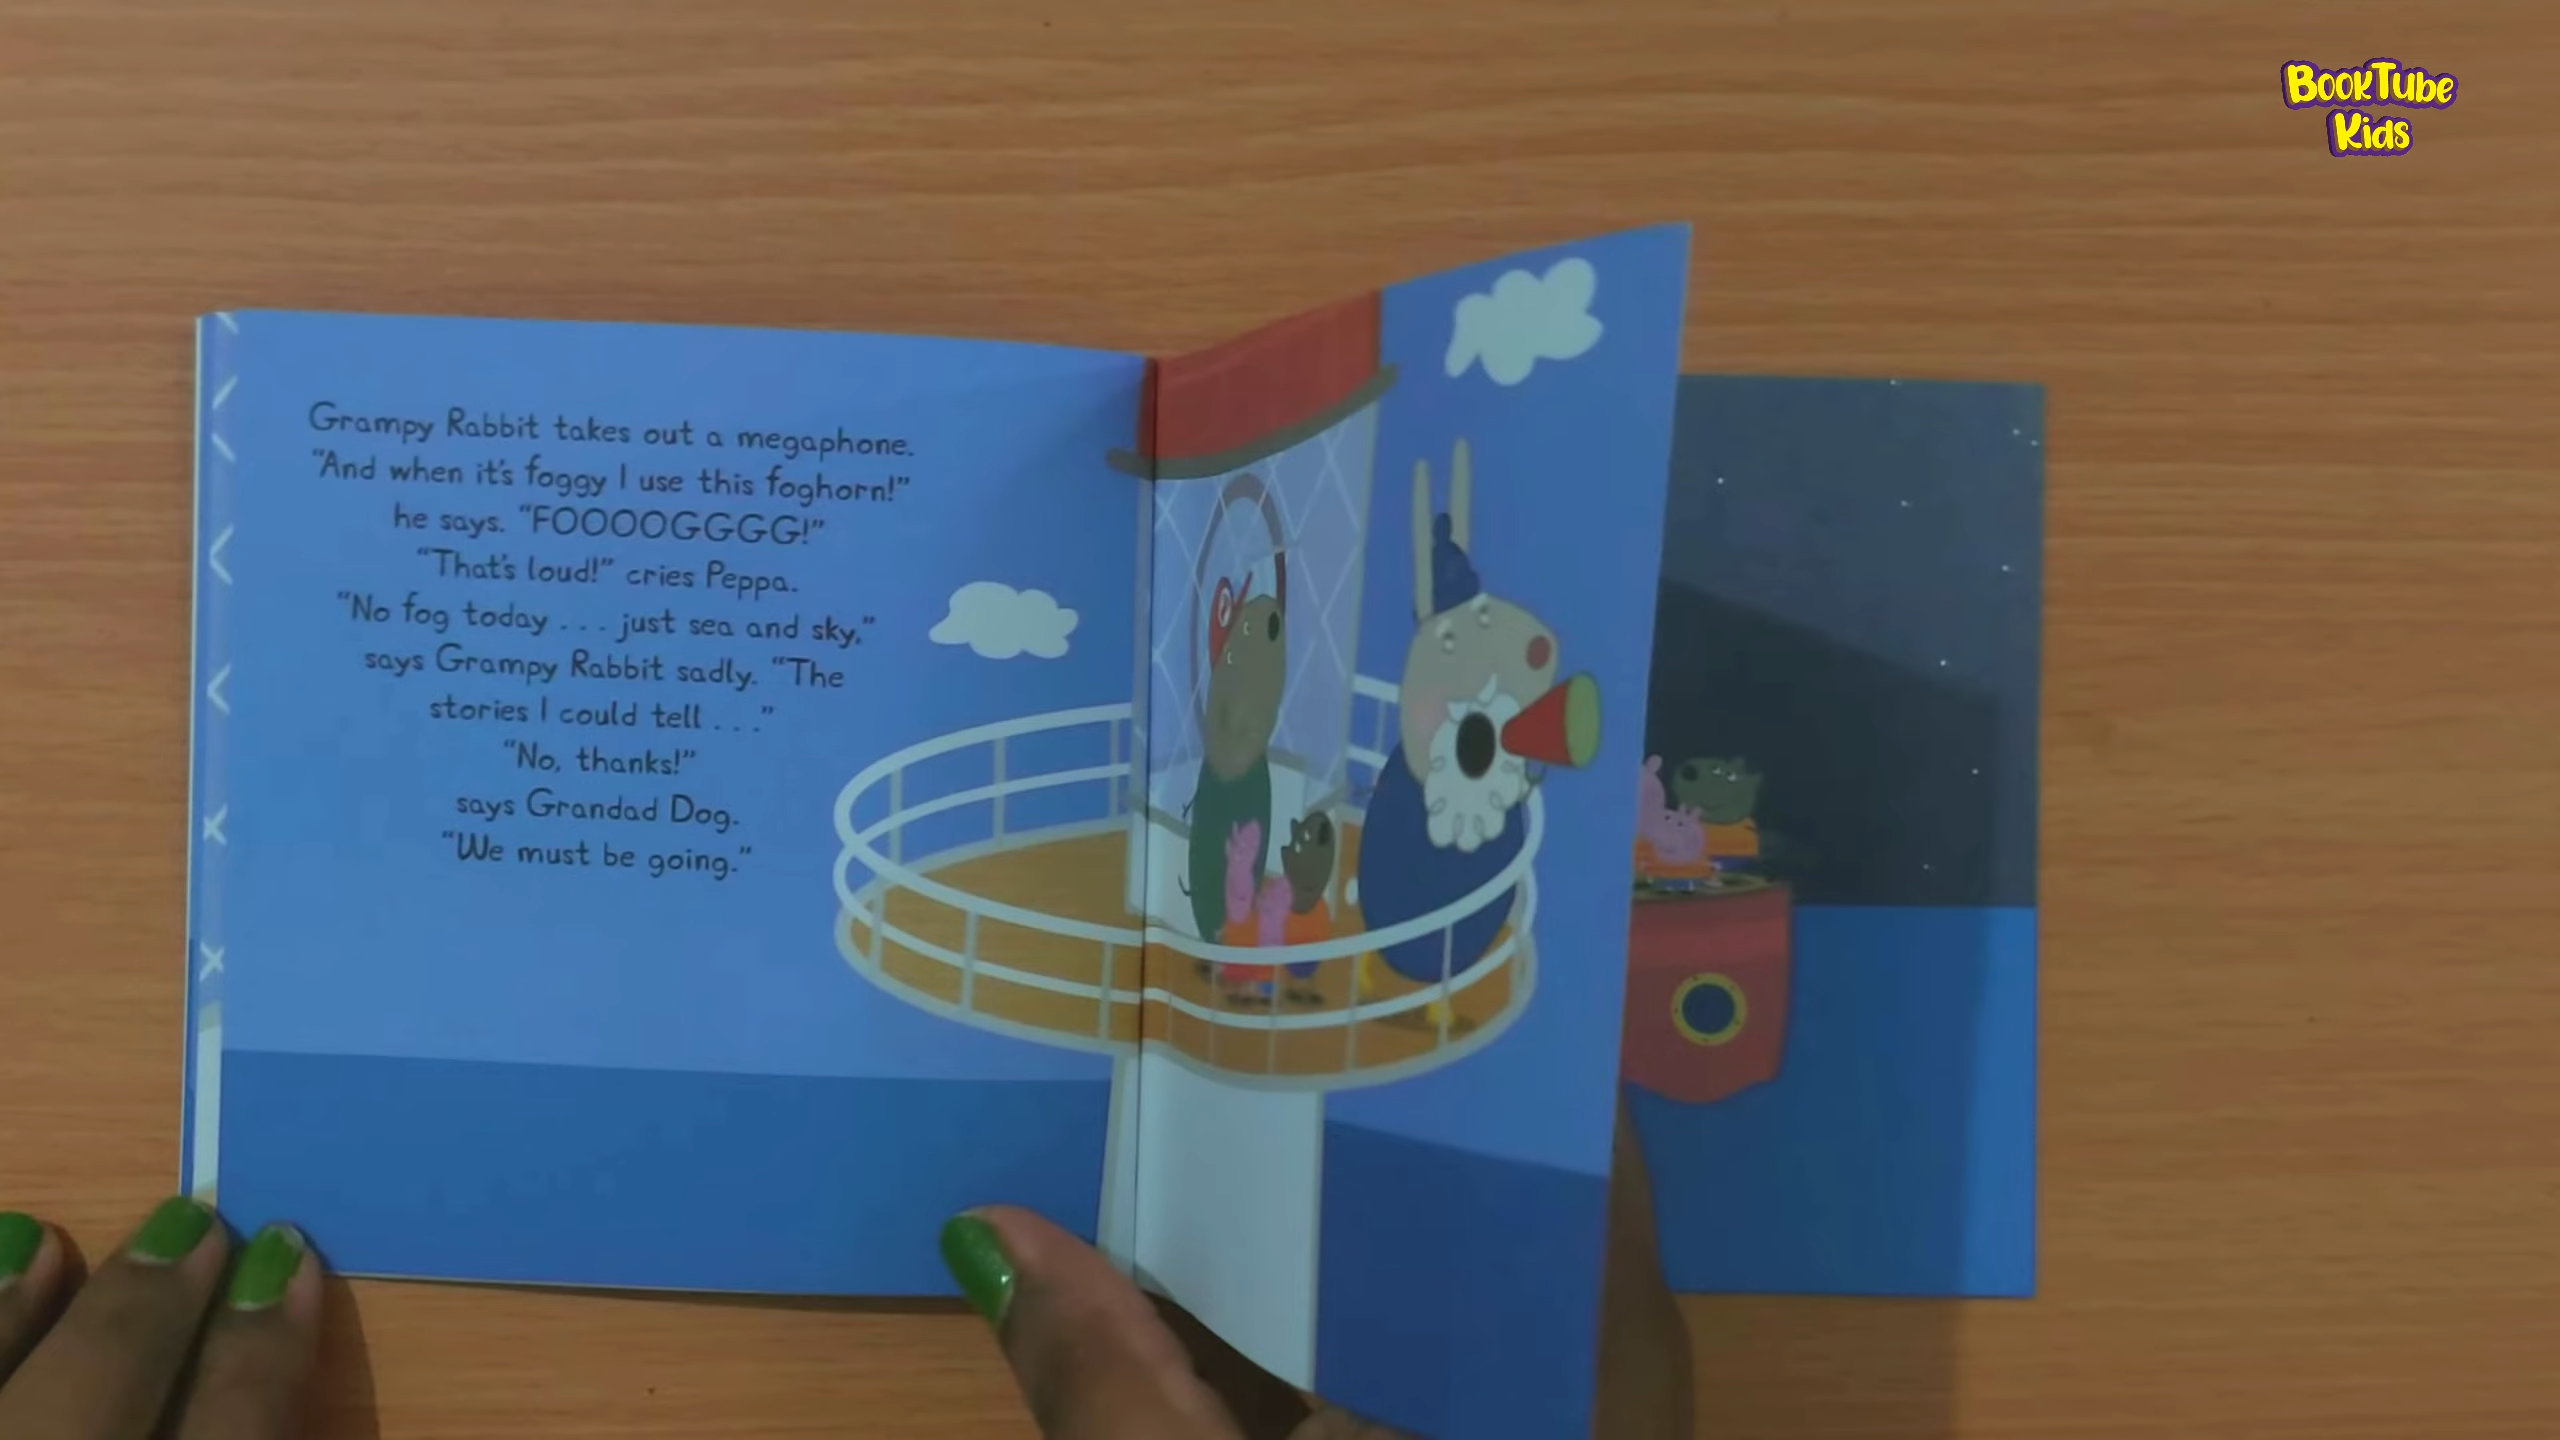 Grampy Rabbit takes out a megaphone.
“And when it’s foggy I use this foghorn!”
he says. “FOOOOGGGG!”
“That’s loud!” cries Peppa.
“No fog today . . . just sea and sky,”
says Grampy Rabbit sadly. “The
stories I could tell . . .”
“No, thanks!”
says Grandad Dog.
“We must be going.”
BookTube
Kids